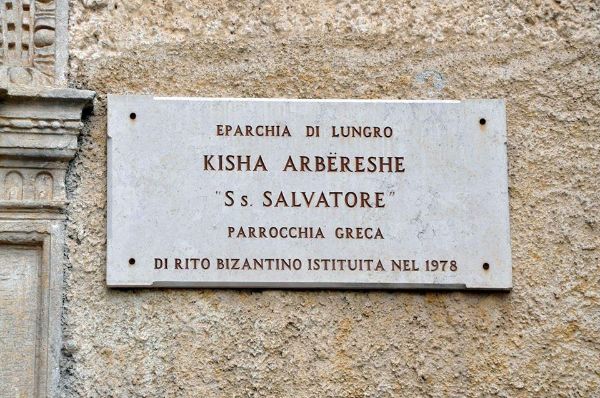 EPARCHIA DI LUNGRO
KISHA ARBËRESHE
"Ss. SALVATORE"
PARROCCHIA GRECA
DI RITO BIZANTINO ISTITUITA NEL 1978